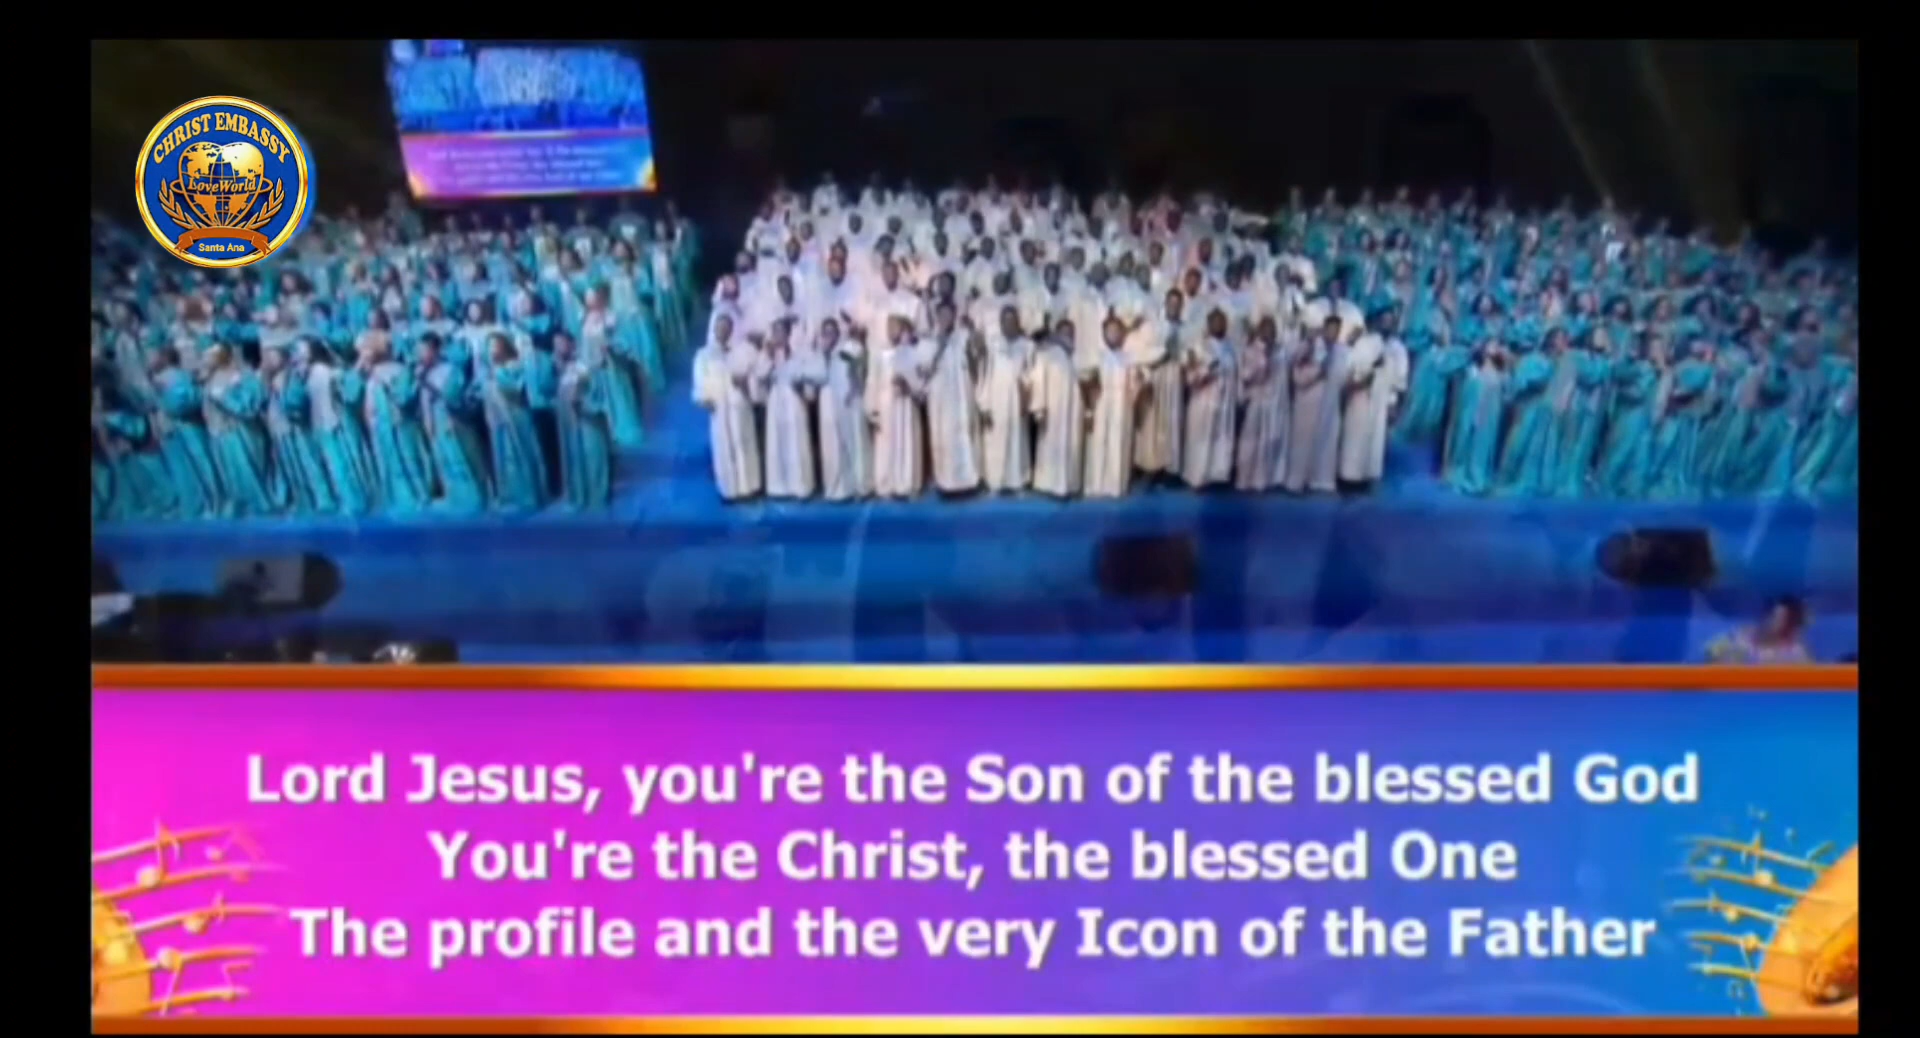 CHRIST EMBASSY
LoveWorld
Santa Ana
Lord Jesus, you're the Son of the blessed God
You're the Christ, the blessed One
The profile and the very Icon of the Father